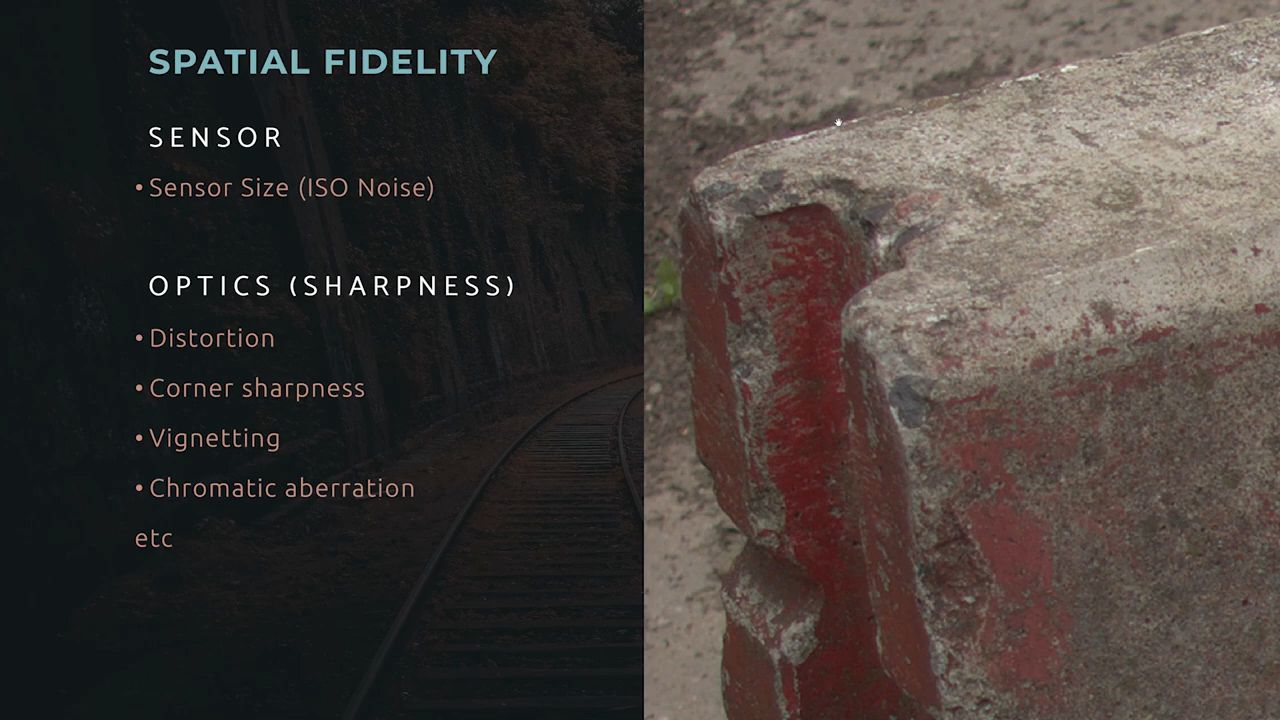 SPATIAL FIDELITY
SENSOR
• Sensor Size (ISO Noise)
OPTICS (SHARPNESS)
• Distortion
• Corner sharpness
• Vignetting
• Chromatic aberration
etc